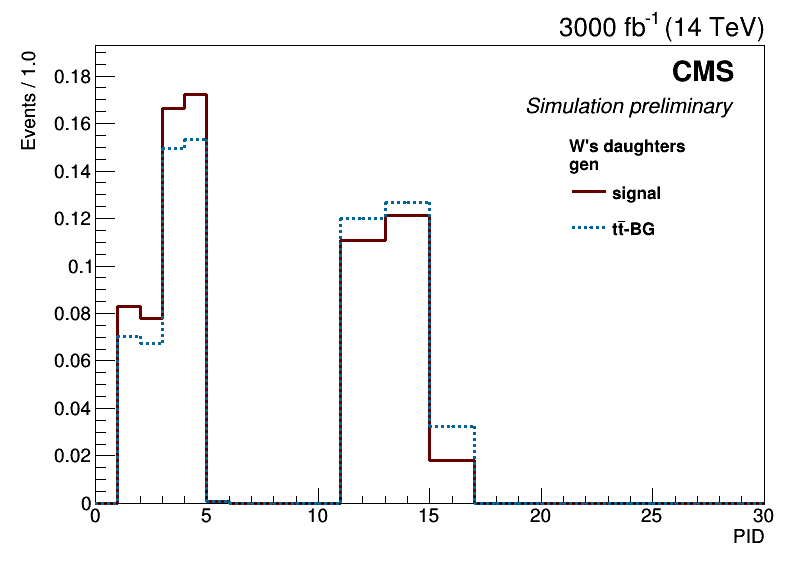 3000 fb⁻¹ (14 TeV)
CMS
Simulation preliminary
W's daughters
gen
signal
tt̄-BG
Events / 1.0
0.18
0.16
0.14
0.12
0.1
0.08
0.06
0.04
0.02
0
0 5 10 15 20 25 30
PID